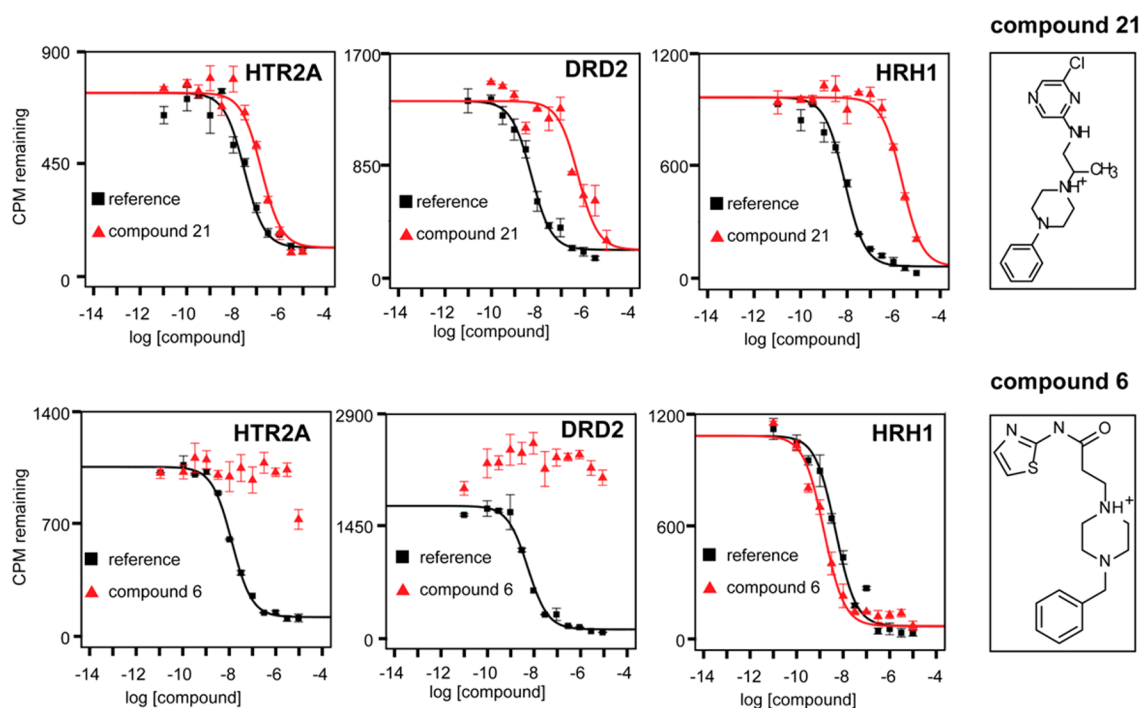 compound 21
HTR2A
DRD2
HRH1
900
450
0
1700
850
0
1200
600
0
CPM remaining
reference
compound 21
reference
compound 21
reference
compound 21
-14 -12 -10 -8 -6 -4
-14 -12 -10 -8 -6 -4
-14 -12 -10 -8 -6 -4
log [compound]
log [compound]
log [compound]
Cl
N
N
NH
CH3
NH+
N
compound 6
HTR2A
DRD2
HRH1
1400
700
0
2900
1450
0
1200
600
0
CPM remaining
reference
compound 6
reference
compound 6
reference
compound 6
-14 -12 -10 -8 -6 -4
-14 -12 -10 -8 -6 -4
-14 -12 -10 -8 -6 -4
log [compound]
log [compound]
log [compound]
N
N
O
S
NH+
N